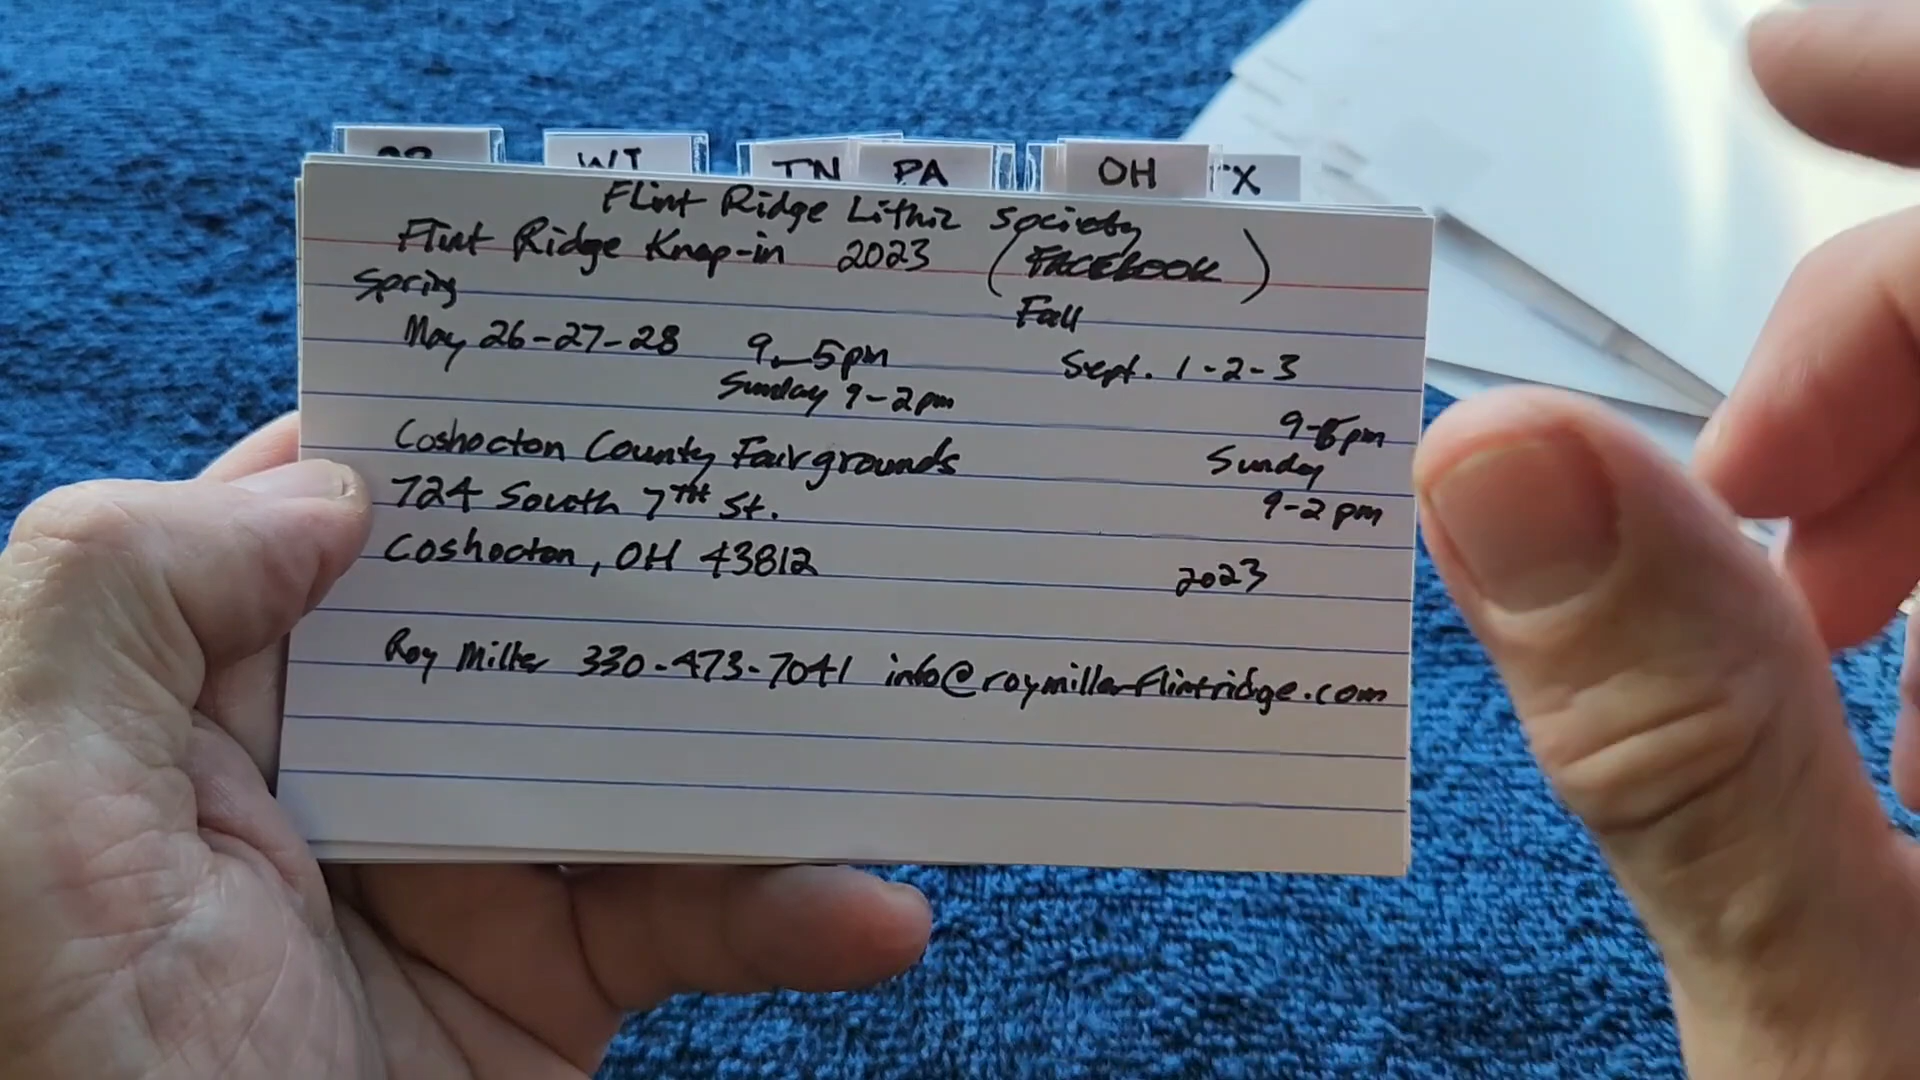 WI
TN
PA
OH
TX
Flint Ridge Lithic Society
Flint Ridge Knap-in 2023 (FACEBOOK)
Spring
Fall
May 26-27-28 9-5pm
Sunday 9-2pm
Sept. 1-2-3
9-5pm
Sunday
9-2pm
Coshocton County Fairgrounds
724 South 7TH St.
Coshocton, OH 43812
2023
Roy Miller 330-473-7041 info@roymillerflintridge.com